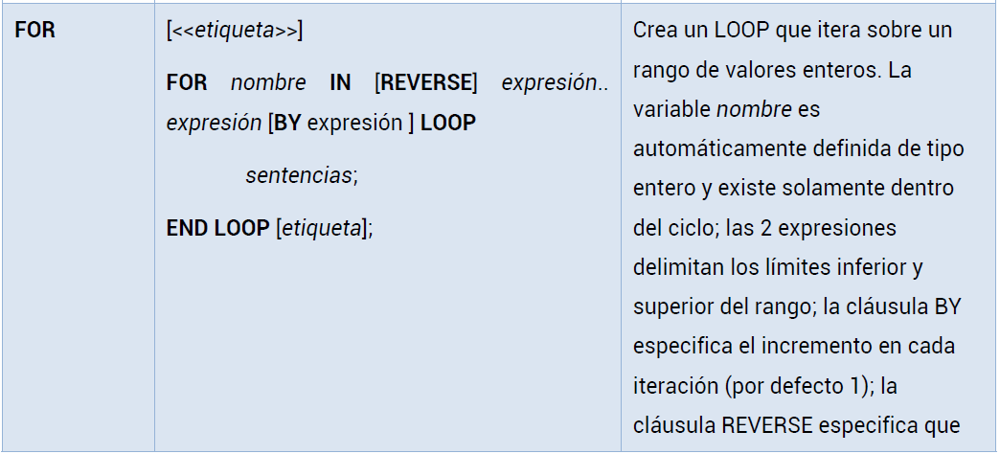 FOR
[<<etiqueta>>]
FOR nombre IN [REVERSE] expresión..
expresión [BY expresión ] LOOP
sentencias;
END LOOP [etiqueta];
Crea un LOOP que itera sobre un
rango de valores enteros. La
variable nombre es
automáticamente definida de tipo
entero y existe solamente dentro
del ciclo; las 2 expresiones
delimitan los límites inferior y
superior del rango; la cláusula BY
especifica el incremento en cada
iteración (por defecto 1); la
cláusula REVERSE especifica que